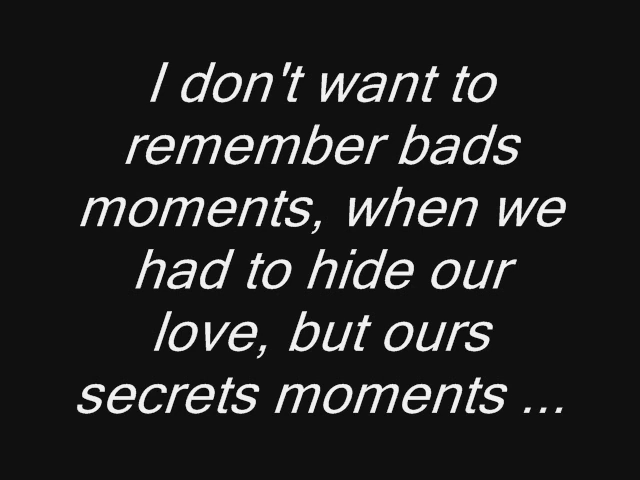 I don't want to
remember bads
moments, when we
had to hide our
love, but ours
secrets moments ...